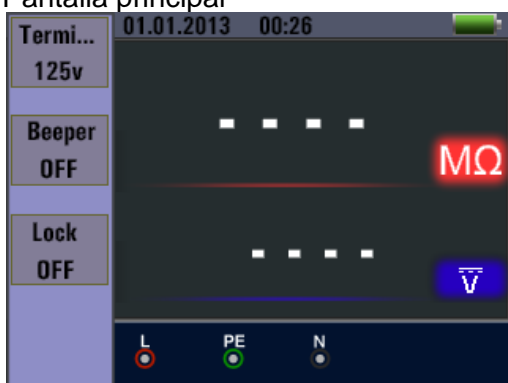 Pantalla principal
01.01.2013 00:26
Termi...
125v
- - - -
Beeper
OFF
MΩ
Lock
OFF
- - - -
V
L PE N